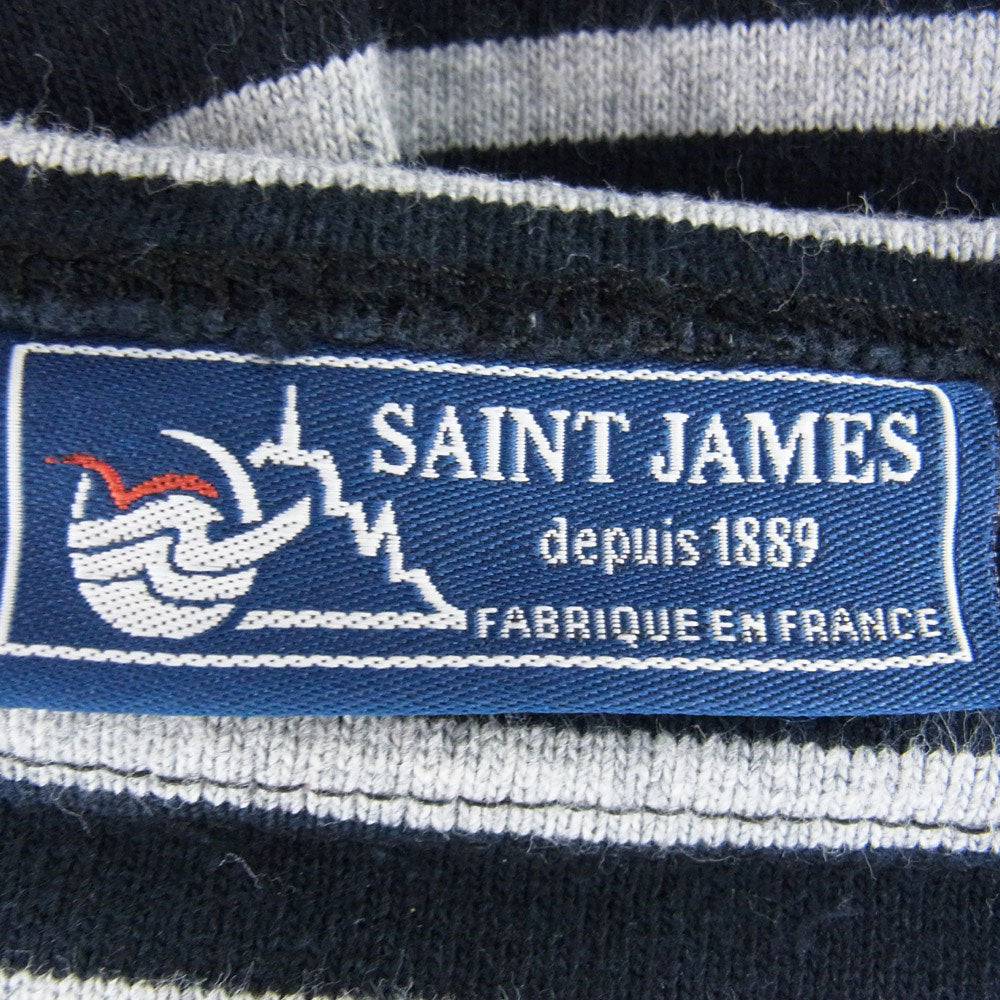 SAINT JAMES
depuis 1889
FABRIQUE EN FRANCE